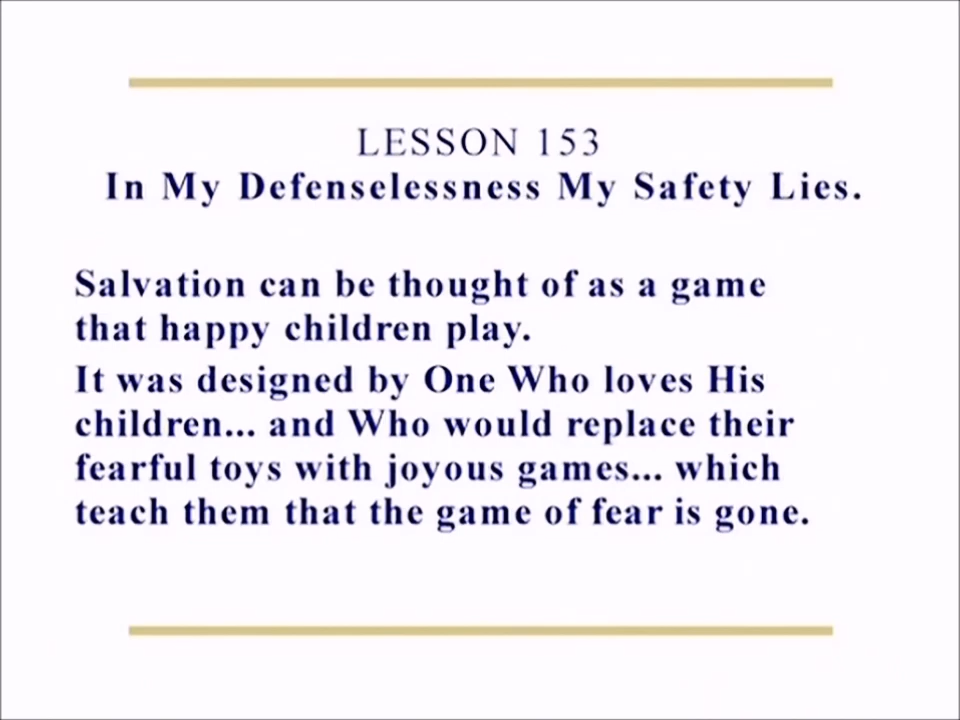 LESSON 153
In My Defenselessness My Safety Lies.
Salvation can be thought of as a game
that happy children play.
It was designed by One Who loves His
children... and Who would replace their
fearful toys with joyous games... which
teach them that the game of fear is gone.